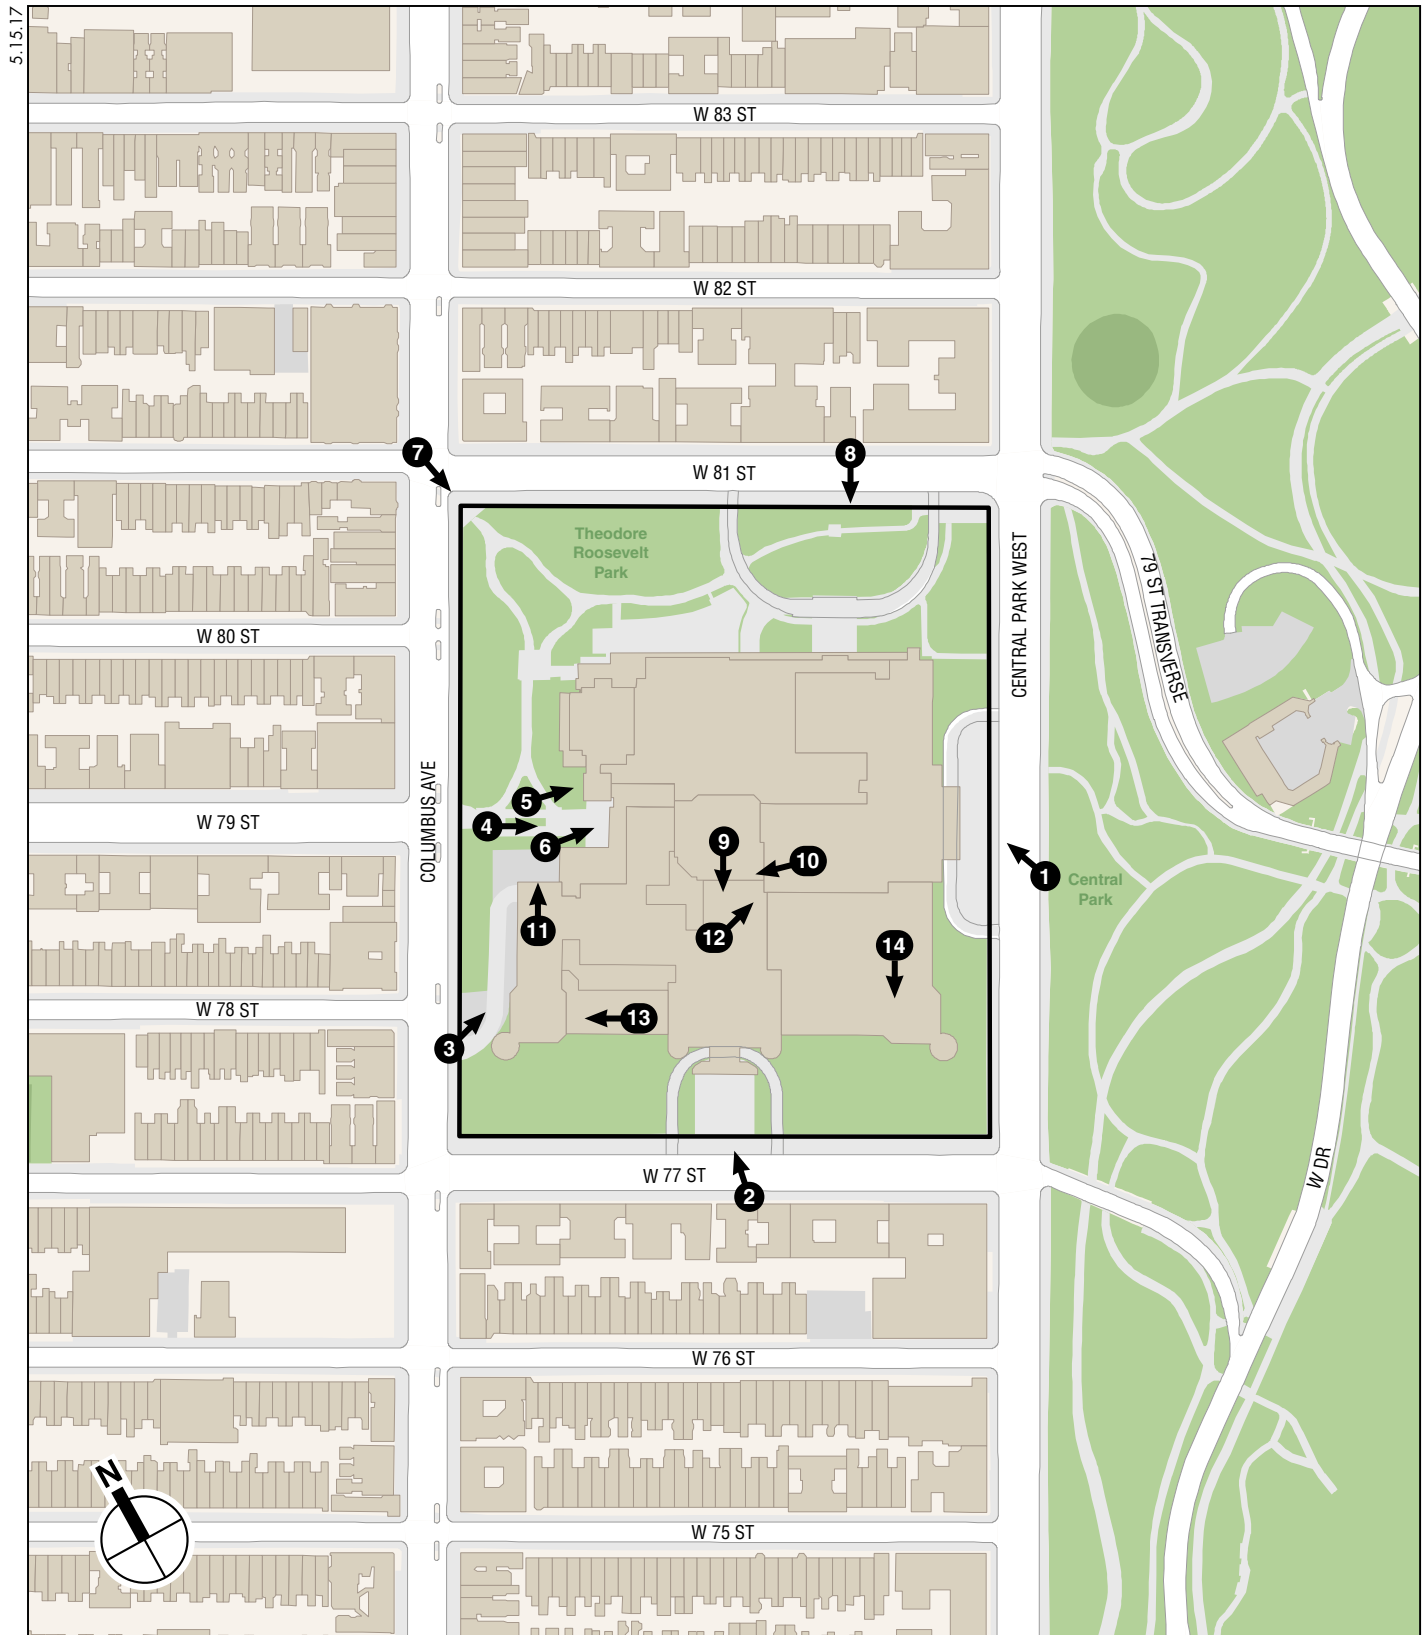 5.15.17
W 83 ST
W 82 ST
7
8
W 81 ST
Theodore
Roosevelt
Park
CENTRAL PARK WEST
79 ST TRANSVERSE
W 80 ST
COLUMBUS AVE
W 79 ST
5
4
6
9
10
1
Central
Park
11
12
14
W 78 ST
13
3
W 77 ST
2
W DR
W 76 ST
N
W 75 ST